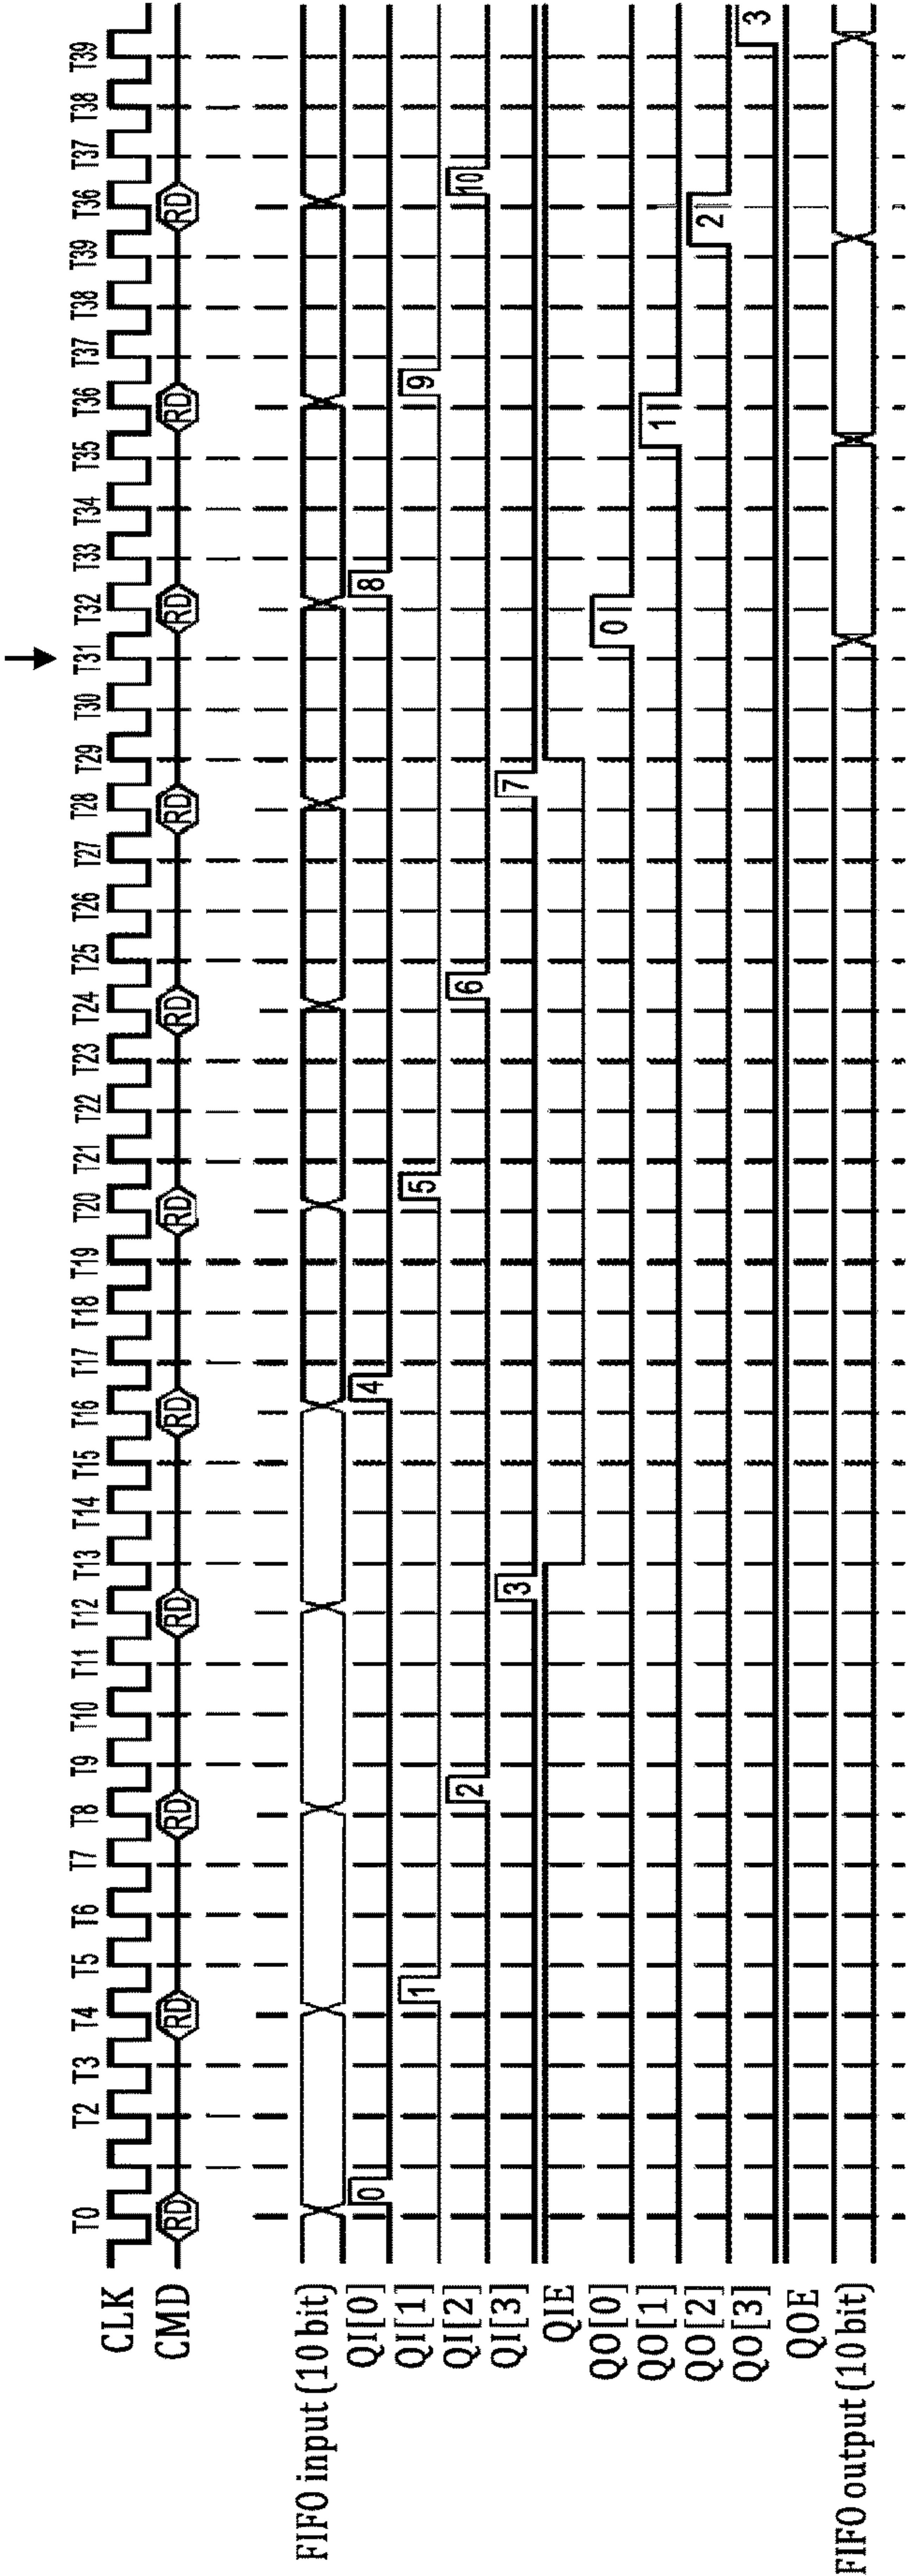 T0 T2 T3 T4 T5 T6 T7 T8 T9 T10 T11 T12 T13 T14 T15 T16 T17 T18 T19 T20 T21 T22 T23 T24 T25 T26 T27 T28 T29 T30 T31 T32 T33 T34 T35 T36 T37 T38 T39 T36 T37 T38 T39
CLK
CMD RD RD RD RD RD RD RD RD RD RD
FIFO input (10 bit)
QI[0] 0 4 8
QI[1] 1 5 9
QI[2] 2 6 10
QI[3] 3 7
QIE
QO[0] 0
QO[1] 1
QO[2] 2
QO[3] 3
QOE
FIFO output (10 bit)